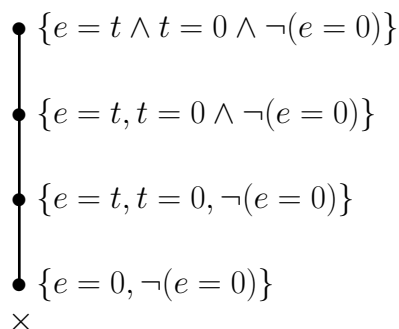 {e = t ∧ t = 0 ∧ ¬(e = 0)}
{e = t, t = 0 ∧ ¬(e = 0)}
{e = t, t = 0, ¬(e = 0)}
{e = 0, ¬(e = 0)}
×